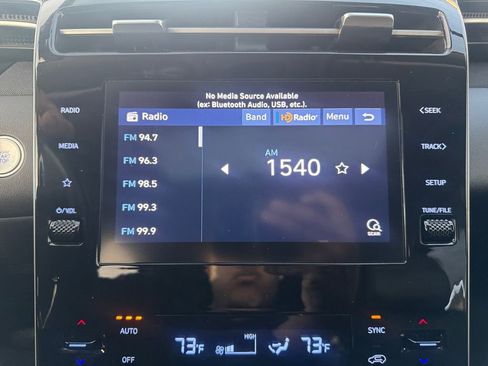 No Media Source Available
(ex: Bluetooth Audio, USB, etc.).
Radio Band HD Radio Menu
RADIO
MEDIA
VOL
FM 94.7
FM 96.3
FM 98.5
FM 99.3
FM 99.9
AM
1540
SCAN
<SEEK
TRACK>
SETUP
TUNE/FILE
START
STOP
AUTO
OFF
73°F
HIGH
73°F
SYNC